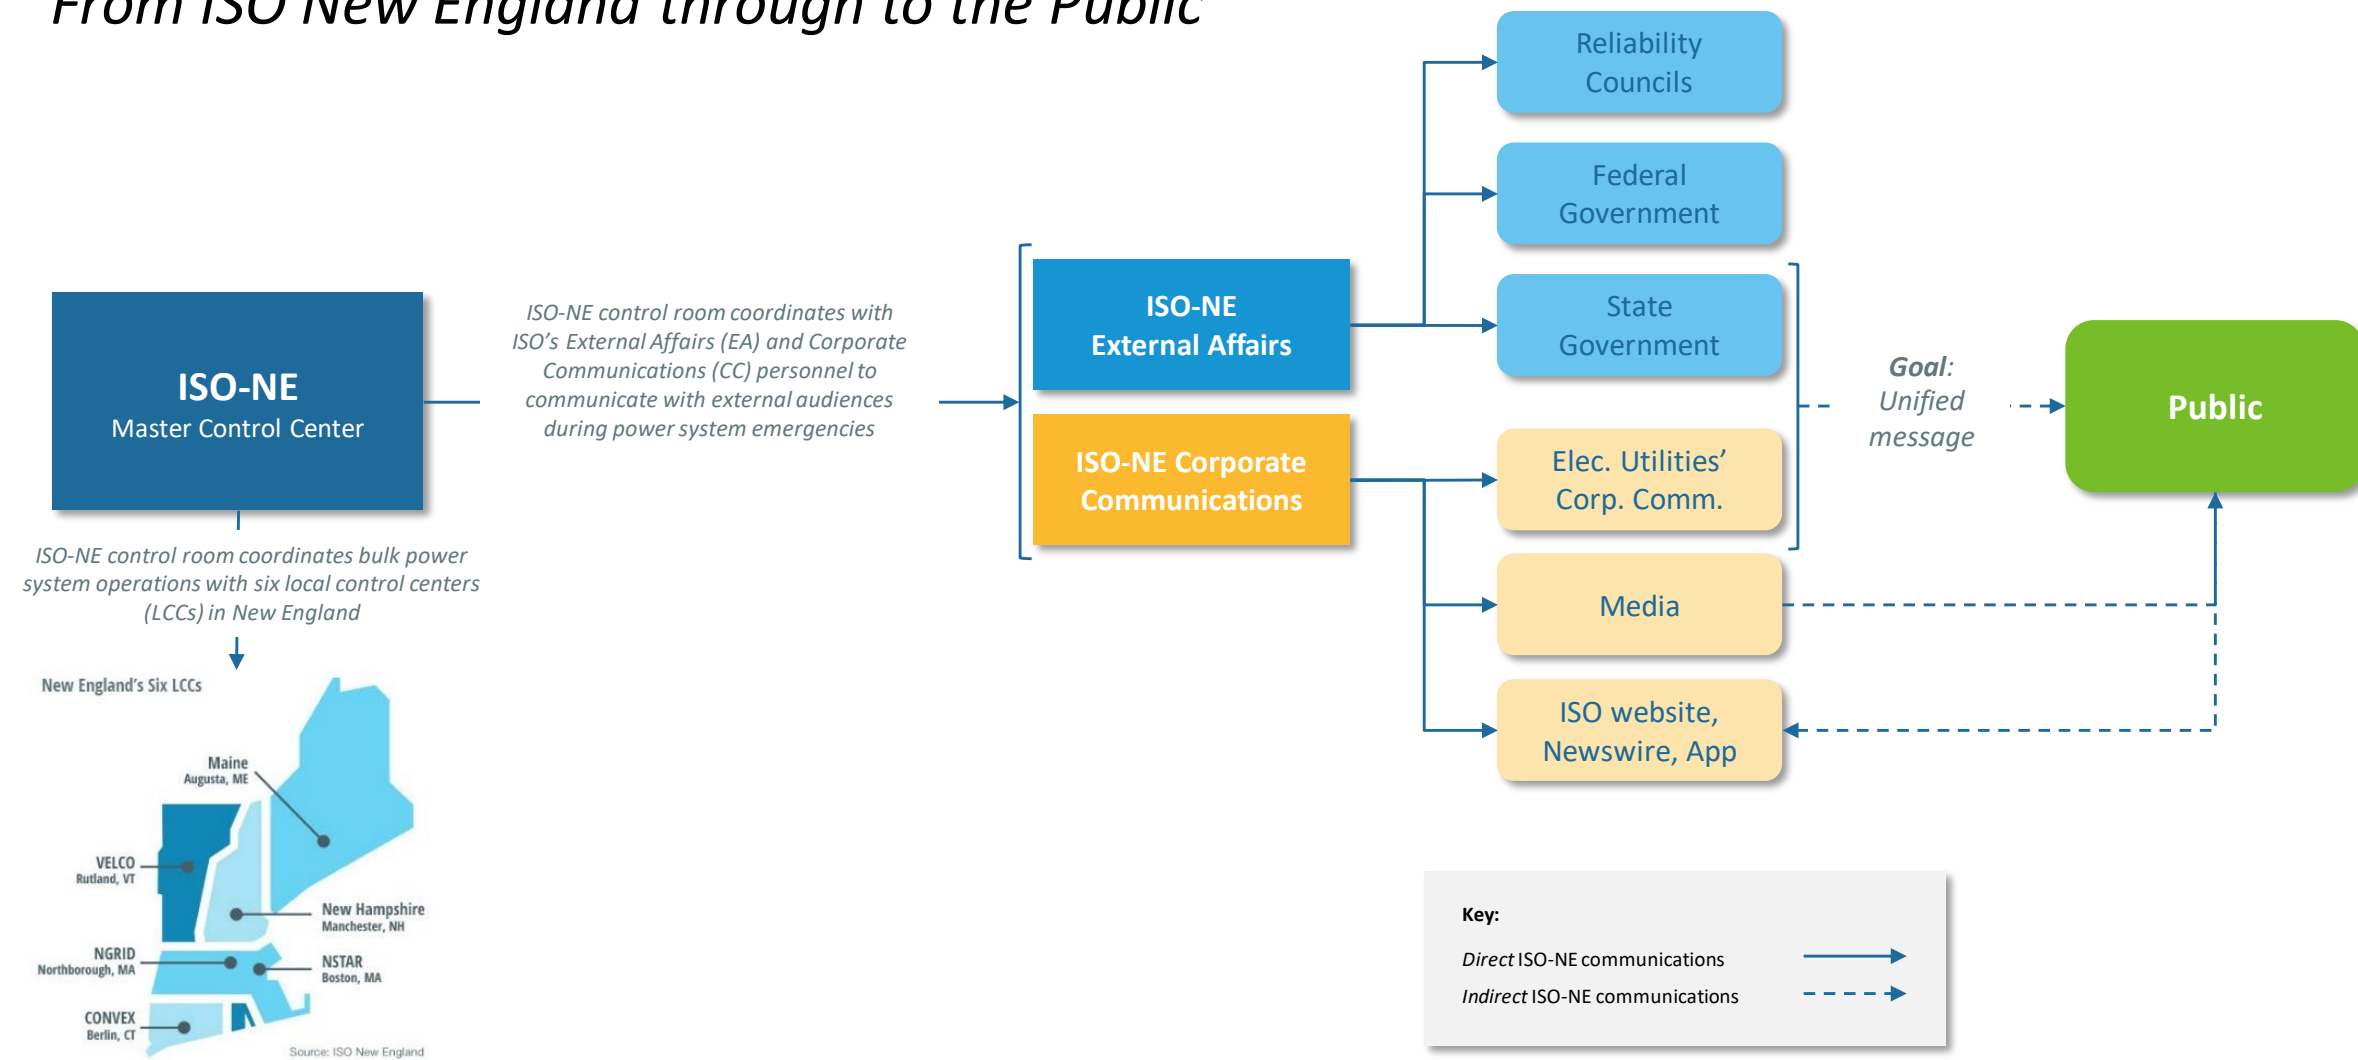 From ISO New England through to the Public
Reliability
Councils
Federal
Government
State
Government
ISO-NE
External Affairs
ISO-NE Corporate
Communications
ISO-NE
Master Control Center
ISO-NE control room coordinates with
ISO's External Affairs (EA) and Corporate
Communications (CC) personnel to
communicate with external audiences
during power system emergencies
Goal:
Unified
message
Public
Elec. Utilities'
Corp. Comm.
Media
ISO website,
Newswire, App
ISO-NE control room coordinates bulk power
system operations with six local control centers
(LCCs) in New England
New England's Six LCCs
Maine
Augusta, ME
VELCO
Rutland, VT
New Hampshire
Manchester, NH
NGRID
Northborough, MA
NSTAR
Boston, MA
CONVEX
Berlin, CT
Source: ISO New England
Key:
Direct ISO-NE communications
Indirect ISO-NE communications